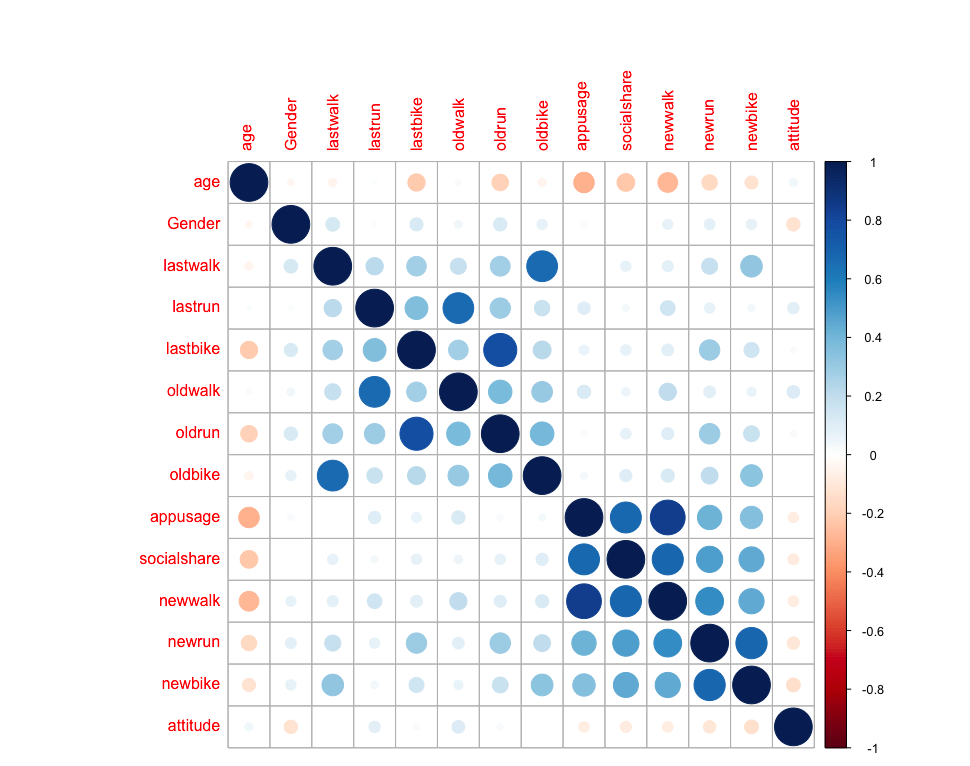 age
Gender
lastwalk
lastrun
lastbike
oldwalk
oldrun
oldbike
appusage
socialshare
newwalk
newrun
newbike
attitude
age
Gender
lastwalk
lastrun
lastbike
oldwalk
oldrun
oldbike
appusage
socialshare
newwalk
newrun
newbike
attitude
1
0.8
0.6
0.4
0.2
0
-0.2
-0.4
-0.6
-0.8
-1